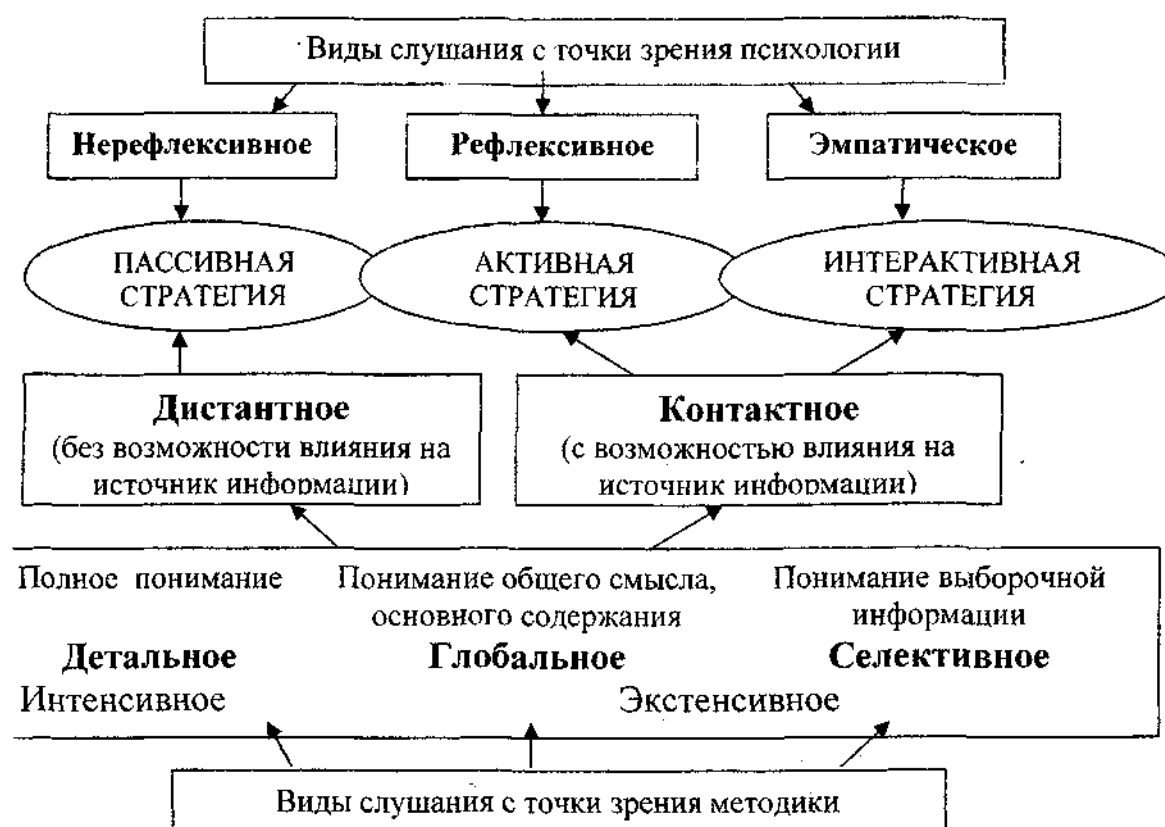 Виды слушания с точки зрения психологии
Нерефлексивное
Рефлексивное
Эмпатическое
ПАССИВНАЯ
СТРАТЕГИЯ
АКТИВНАЯ
СТРАТЕГИЯ
ИНТЕРАКТИВНАЯ
СТРАТЕГИЯ
Дистантное
(без возможности влияния на
источник информации)
Контактное
(с возможностью влияния на
источник информации)
Полное понимание
Понимание общего смысла,
основного содержания
Понимание выборочной
информации
Детальное
Глобальное
Селективное
Интенсивное
Экстенсивное
Виды слушания с точки зрения методики